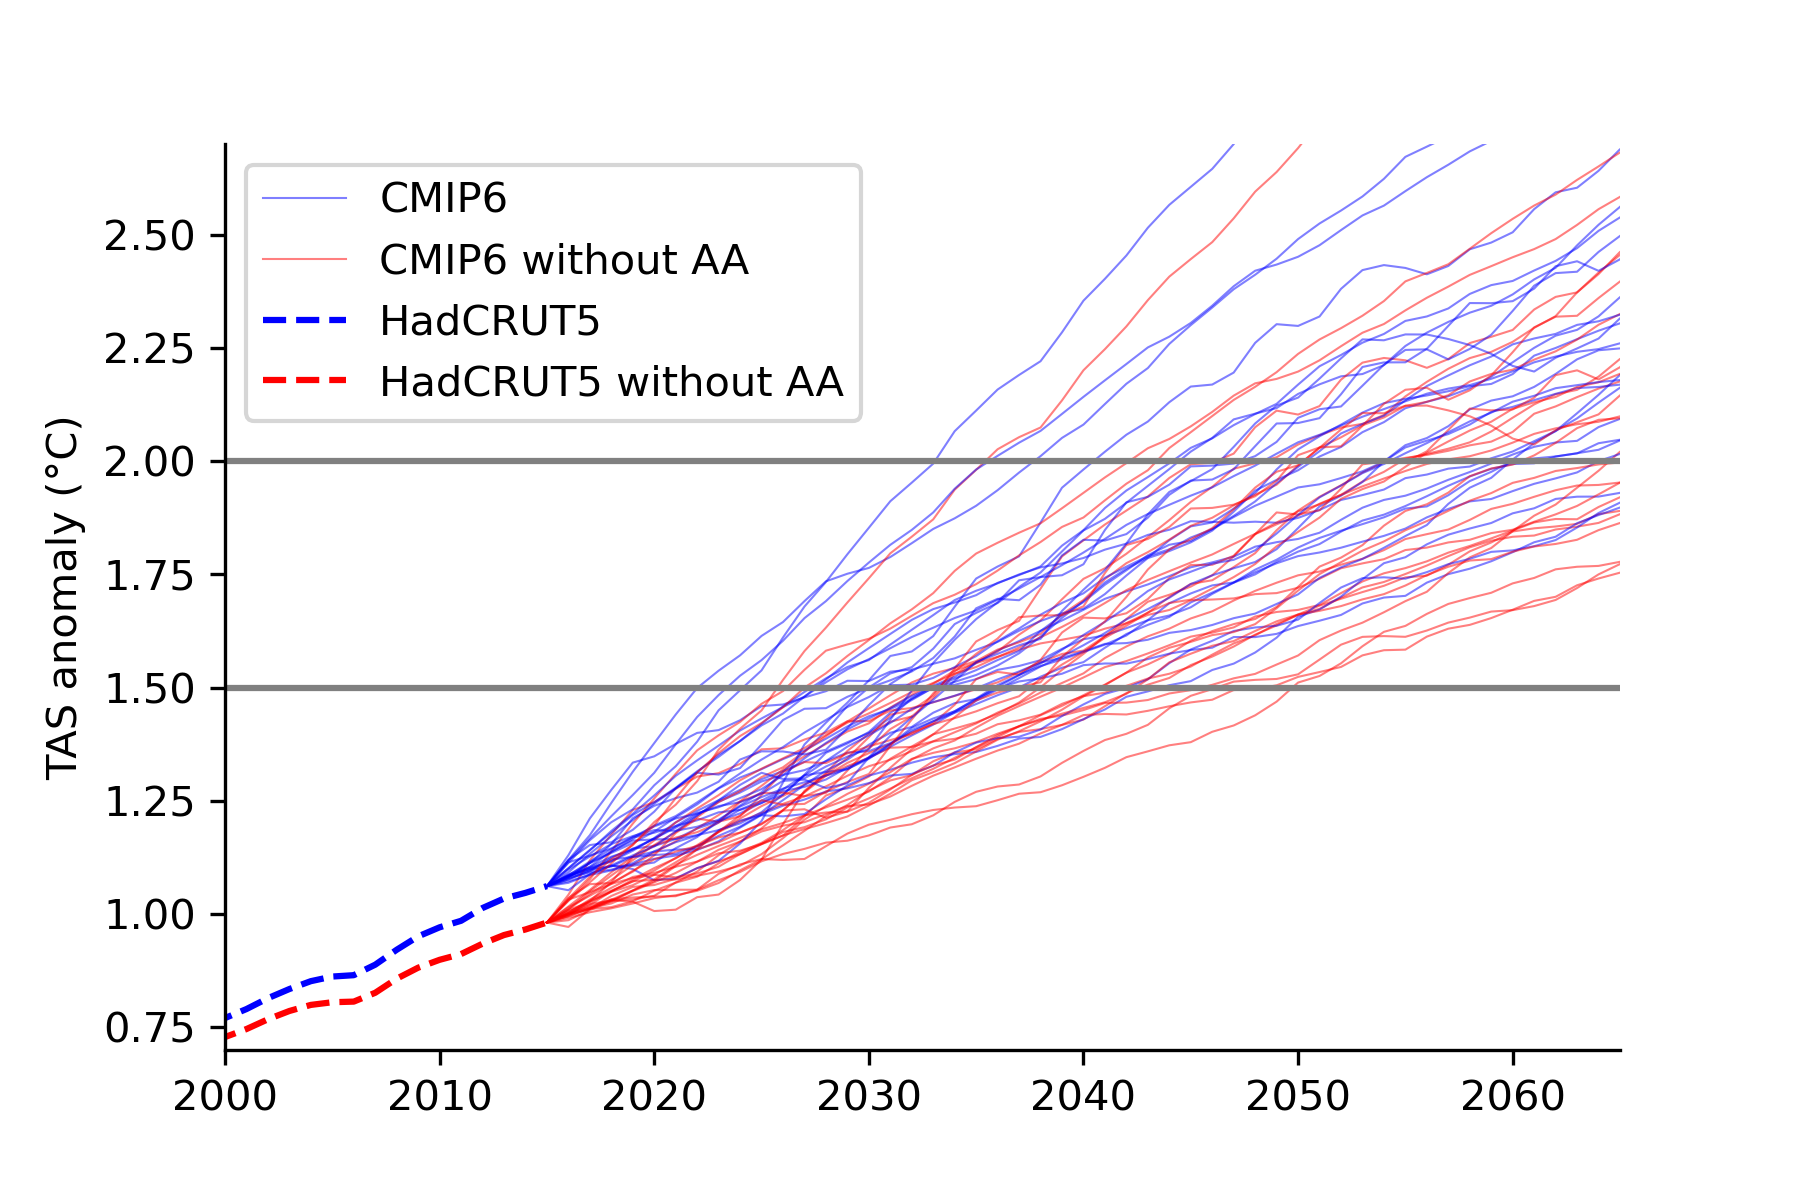 CMIP6
CMIP6 without AA
HadCRUT5
HadCRUT5 without AA
TAS anomaly (°C)
2.50
2.25
2.00
1.75
1.50
1.25
1.00
0.75
2000 2010 2020 2030 2040 2050 2060